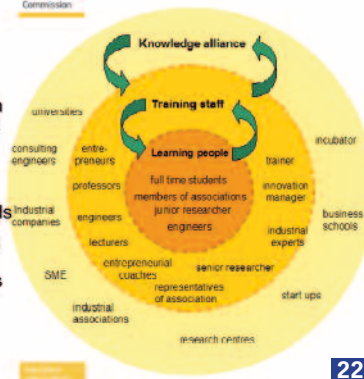 Commission
Knowledge alliance
Training staff
Learning people
full time students
members of associations
junior researcher
engineers
universities
consulting
engineers
Industrial
companies
SME
industrial
associations
research centres
start ups
business
schools
incubator
entre-
preneurs
professors
engineers
lecturers
entrepreneurial
coaches
representatives
of association
senior researcher
industrial
experts
innovation
manager
trainer
22